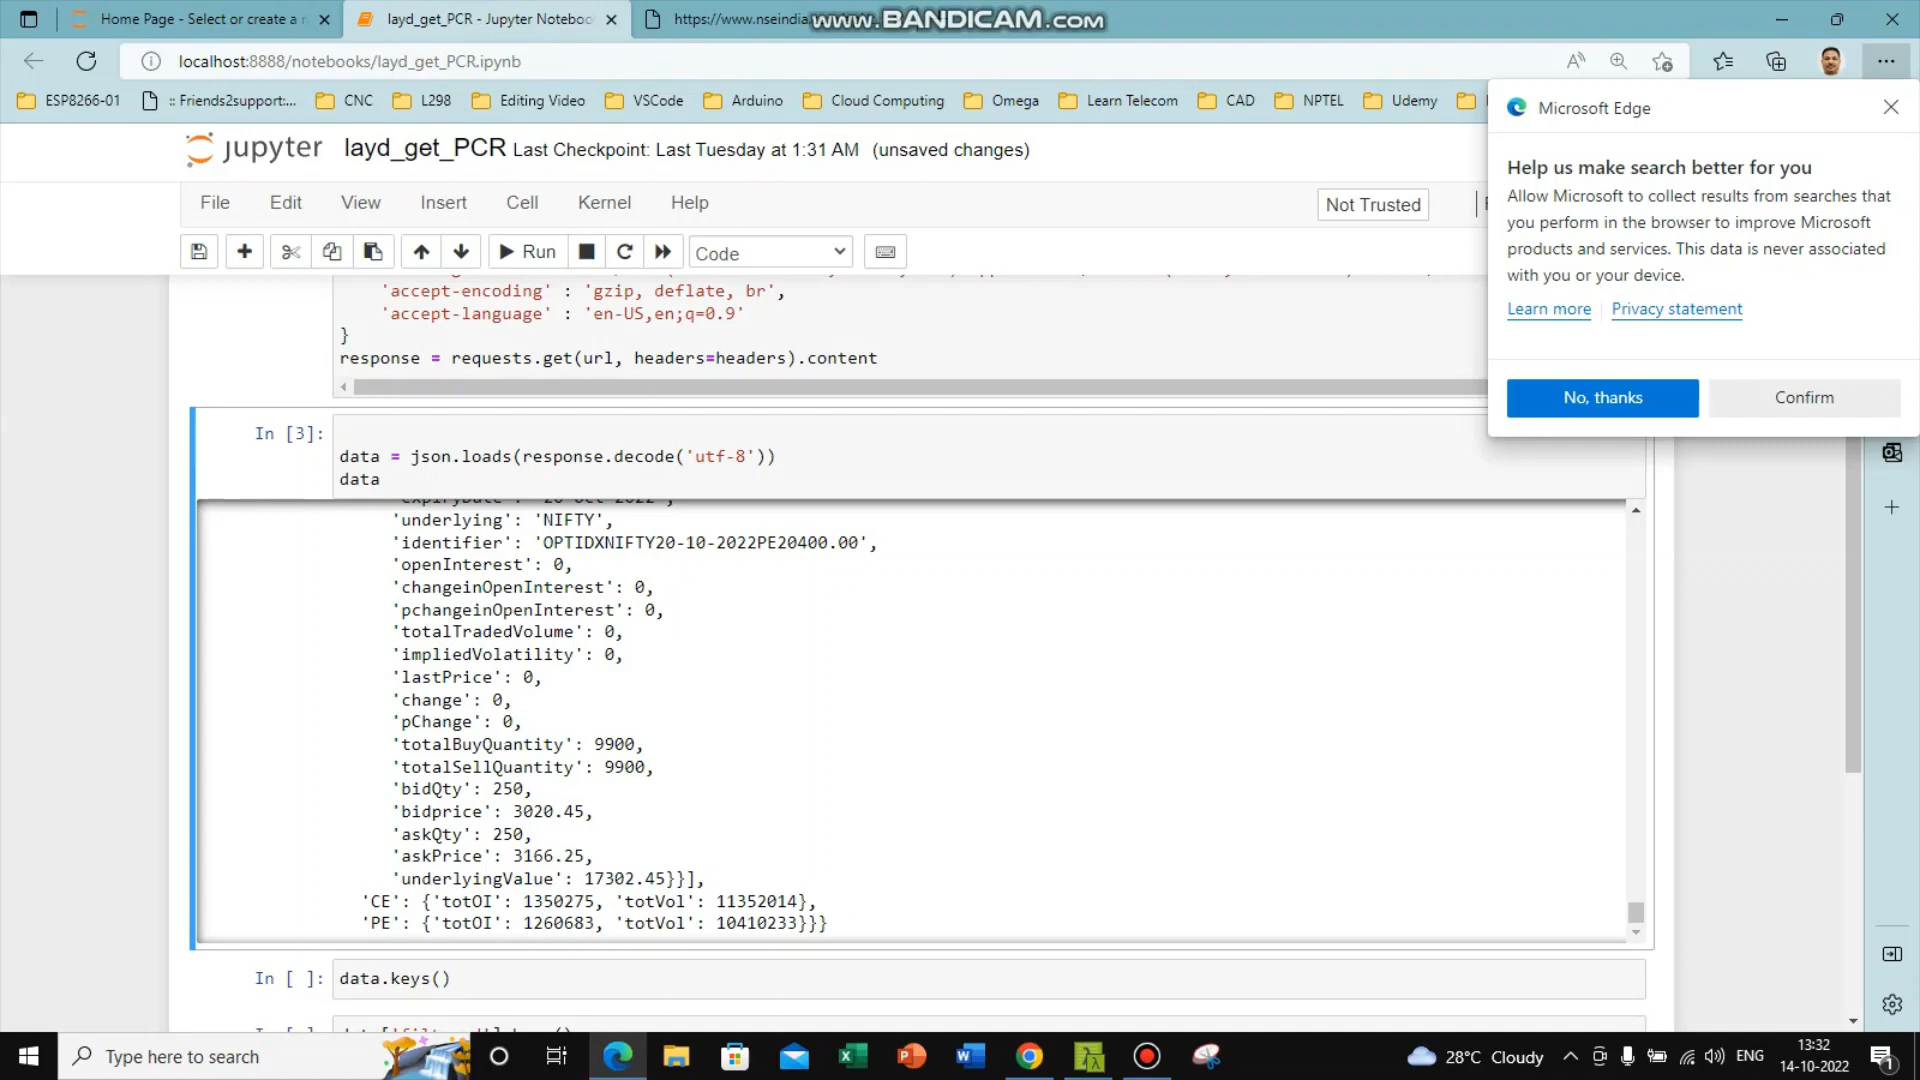 Home Page - Select or create a n
layd_get_PCR - Jupyter Noteboo
https://www.nseindia.
www.BANDICAM.com
localhost:8888/notebooks/layd_get_PCR.ipynb
ESP8266-01
:: Friends2support:...
CNC
L298
Editing Video
VSCode
Arduino
Cloud Computing
Omega
Learn Telecom
CAD
NPTEL
Udemy
jupyter
layd_get_PCR Last Checkpoint: Last Tuesday at 1:31 AM (unsaved changes)
File
Edit
View
Insert
Cell
Kernel
Help
Not Trusted
Run
Code
Microsoft Edge
Help us make search better for you
Allow Microsoft to collect results from searches that
you perform in the browser to improve Microsoft
products and services. This data is never associated
with you or your device.
Learn more
Privacy statement
No, thanks
Confirm
'accept-encoding' : 'gzip, deflate, br',
'accept-language' : 'en-US,en;q=0.9'
}
response = requests.get(url, headers=headers).content
In [3]:
data = json.loads(response.decode('utf-8'))
data
'underlying': 'NIFTY',
'identifier': 'OPTIDXNIFTY20-10-2022PE20400.00',
'openInterest': 0,
'changeinOpenInterest': 0,
'pchangeinOpenInterest': 0,
'totalTradedVolume': 0,
'impliedVolatility': 0,
'lastPrice': 0,
'change': 0,
'pChange': 0,
'totalBuyQuantity': 9900,
'totalSellQuantity': 9900,
'bidQty': 250,
'bidprice': 3020.45,
'askQty': 250,
'askPrice': 3166.25,
'underlyingValue': 17302.45}}],
'CE': {'totOI': 1350275, 'totVol': 11352014},
'PE': {'totOI': 1260683, 'totVol': 10410233}}}
In [ ]: data.keys()
Type here to search
28°C Cloudy
ENG
13:32
14-10-2022
1